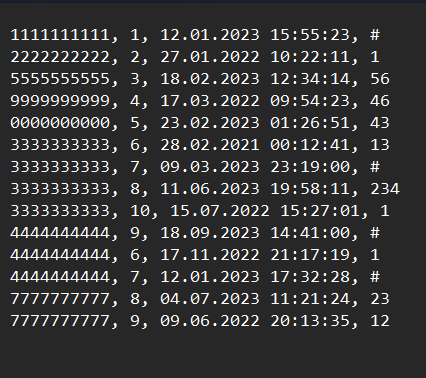 1111111111, 1, 12.01.2023 15:55:23, #
2222222222, 2, 27.01.2022 10:22:11, 1
5555555555, 3, 18.02.2023 12:34:14, 56
9999999999, 4, 17.03.2022 09:54:23, 46
0000000000, 5, 23.02.2023 01:26:51, 43
3333333333, 6, 28.02.2021 00:12:41, 13
3333333333, 7, 09.03.2023 23:19:00, #
3333333333, 8, 11.06.2023 19:58:11, 234
3333333333, 10, 15.07.2022 15:27:01, 1
4444444444, 9, 18.09.2023 14:41:00, #
4444444444, 6, 17.11.2022 21:17:19, 1
4444444444, 7, 12.01.2023 17:32:28, #
7777777777, 8, 04.07.2023 11:21:24, 23
7777777777, 9, 09.06.2022 20:13:35, 12